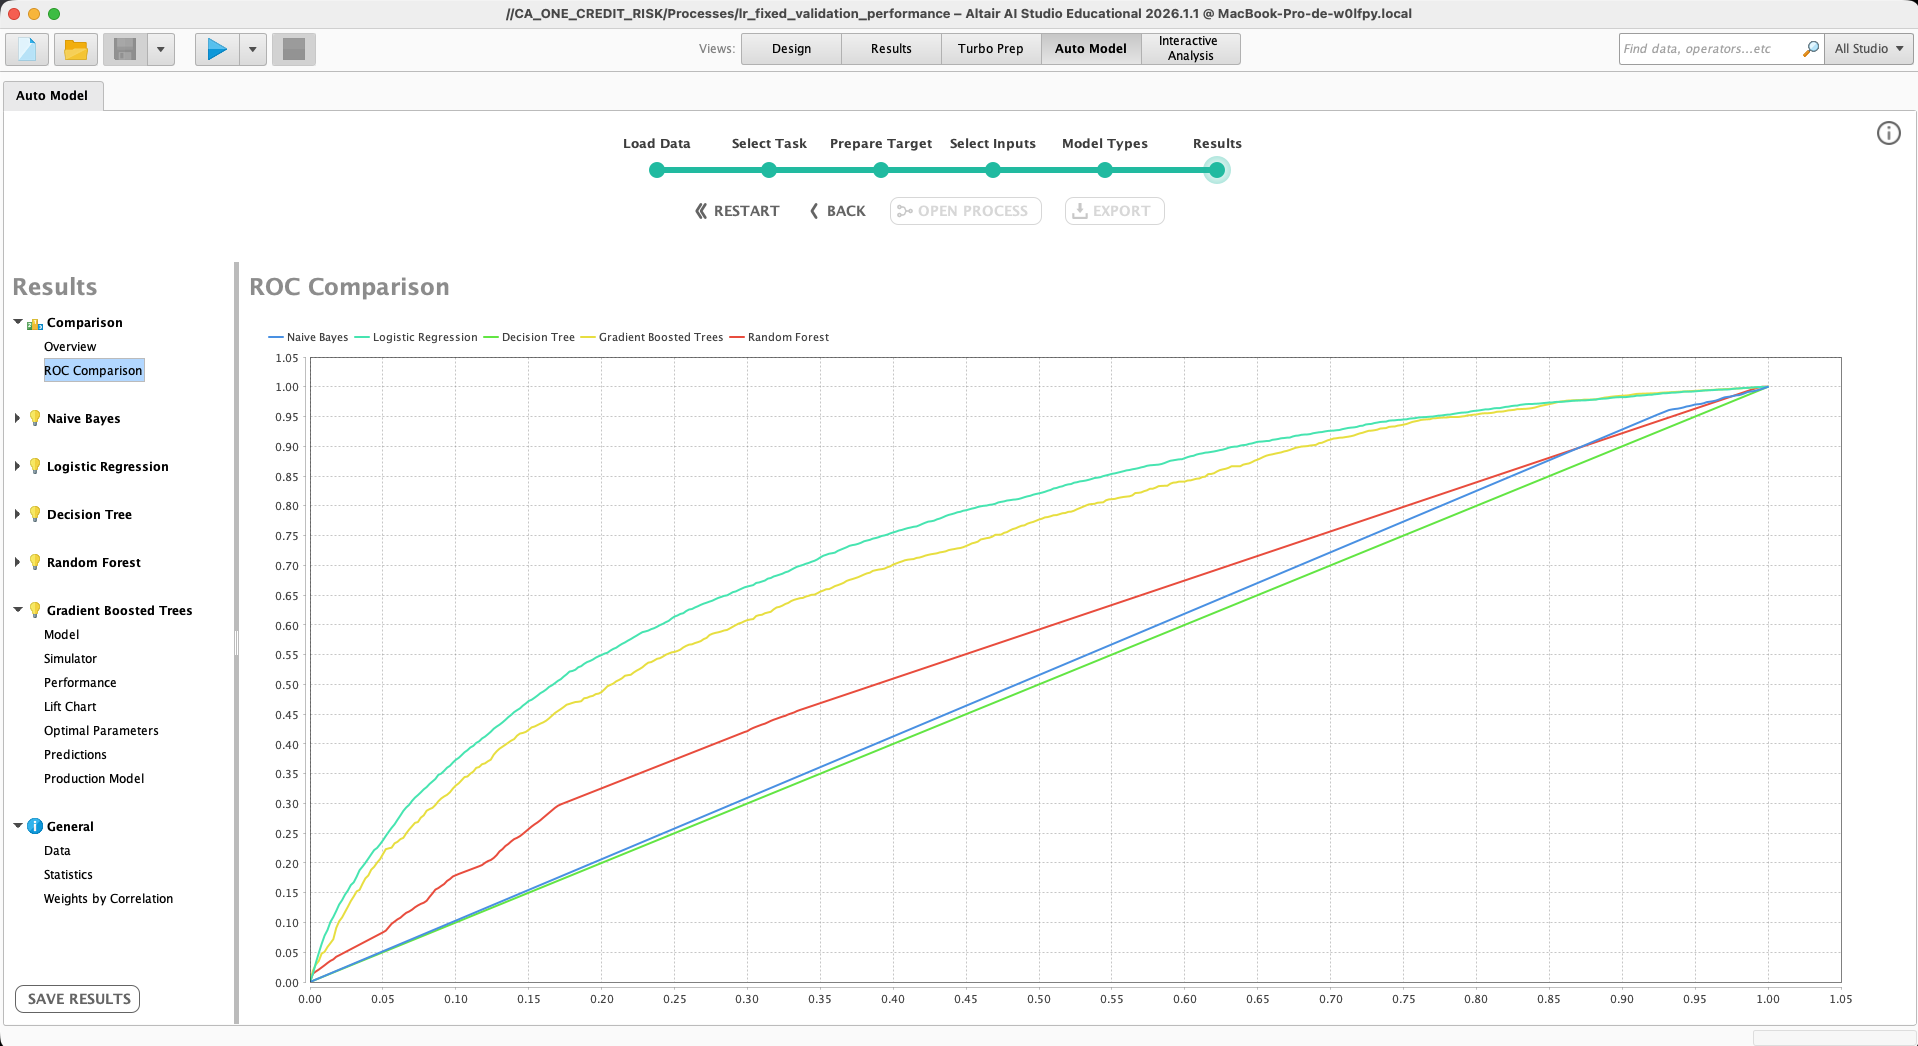 //CA_ONE_CREDIT_RISK/Processes/lr_fixed_validation_performance – Altair AI Studio Educational 2026.1.1 @ MacBook-Pro-de-w0lfpy.local
Views: Design Results Turbo Prep Auto Model Interactive Analysis
Find data, operators...etc All Studio
Auto Model
Load Data Select Task Prepare Target Select Inputs Model Types Results
RESTART BACK OPEN PROCESS EXPORT
Results
Comparison
Overview
ROC Comparison
Naive Bayes
Logistic Regression
Decision Tree
Random Forest
Gradient Boosted Trees
Model
Simulator
Performance
Lift Chart
Optimal Parameters
Predictions
Production Model
General
Data
Statistics
Weights by Correlation
SAVE RESULTS
ROC Comparison
Naive Bayes Logistic Regression Decision Tree Gradient Boosted Trees Random Forest
1.05
1.00
0.95
0.90
0.85
0.80
0.75
0.70
0.65
0.60
0.55
0.50
0.45
0.40
0.35
0.30
0.25
0.20
0.15
0.10
0.05
0.00
0.00 0.05 0.10 0.15 0.20 0.25 0.30 0.35 0.40 0.45 0.50 0.55 0.60 0.65 0.70 0.75 0.80 0.85 0.90 0.95 1.00 1.05